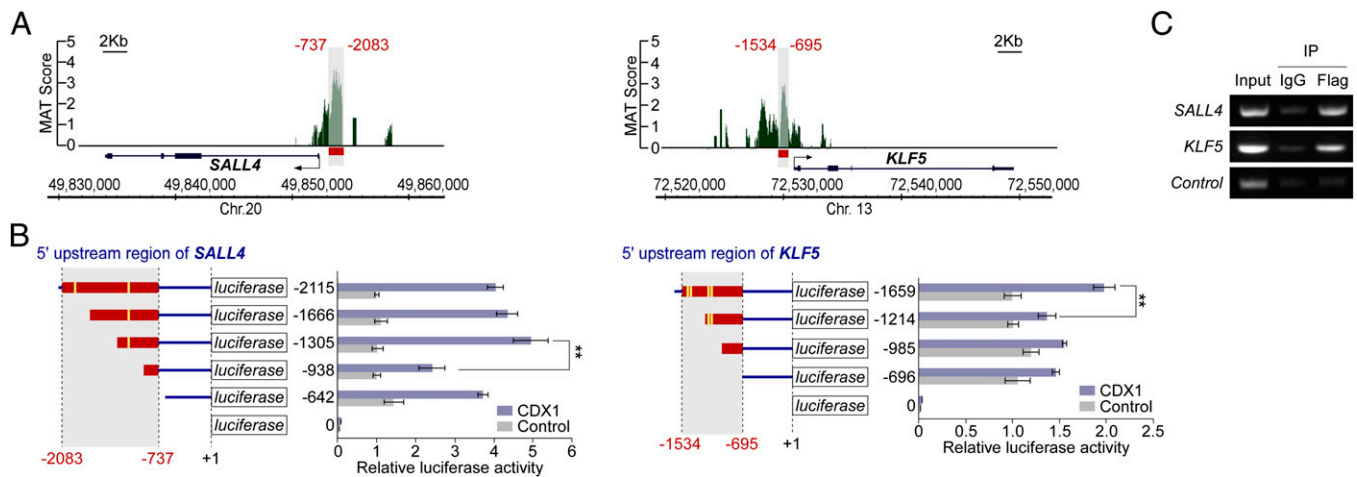 A
2Kb
-737
-2083
5
4
3
2
1
0
MAT Score
SALL4
49,830,000 49,840,000 49,850,000 49,860,000
Chr.20
-1534
-695
2Kb
5
4
3
2
1
0
MAT Score
KLF5
72,520,000 72,530,000 72,540,000 72,550,000
Chr. 13
C
IP
Input IgG Flag
SALL4
KLF5
Control
B
5' upstream region of SALL4
luciferase -2115
luciferase -1666
luciferase -1305
luciferase -938
luciferase -642
luciferase 0
**
CDX1
Control
0 1 2 3 4 5 6
-2083 -737 +1
Relative luciferase activity
5' upstream region of KLF5
luciferase -1659
luciferase -1214
luciferase -985
luciferase -696
luciferase 0
**
CDX1
Control
0 0.5 1.0 1.5 2.0 2.5
-1534 -695 +1
Relative luciferase activity